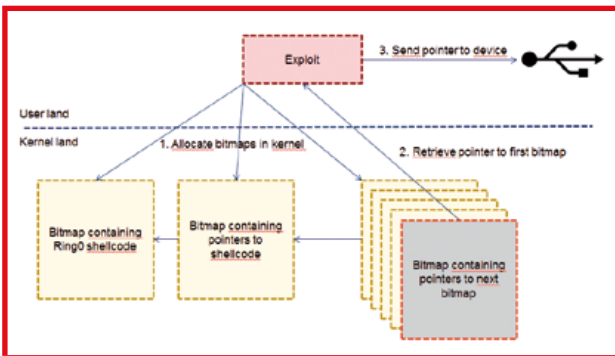 Exploit
3. Send pointer to device
User land
Kernel land
1. Allocate bitmaps in kernel
2. Retrieve pointer to first bitmap
Bitmap containing
Ring0 shellcode
Bitmap containing
pointers to
shellcode
Bitmap containing
pointers to next
bitmap